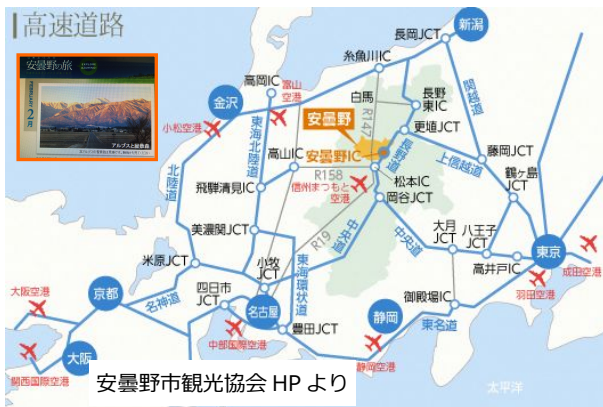 高速道路
安曇野の旅
2月
アルプスと屋敷森
新潟
長岡JCT
糸魚川IC
高岡IC
富山空港
金沢
小松空港
白馬
R147
長野東IC
関越道
安曇野
更埴JCT
東海北陸道
北陸道
高山IC
安曇野IC
長野道
上信越道
藤岡JCT
R158
鶴ヶ島JCT
飛騨清見IC
信州まつもと空港
松本IC
岡谷JCT
美濃関JCT
R19
中央道
中央道
大月JCT
八王子JCT
東京
米原JCT
小牧JCT
東海環状道
高井戸IC
成田空港
羽田空港
大阪空港
京都
四日市JCT
名神道
名古屋
静岡
御殿場IC
東名道
豊田JCT
中部国際空港
静岡空港
大阪
関西国際空港
太平洋
安曇野市観光協会HPより